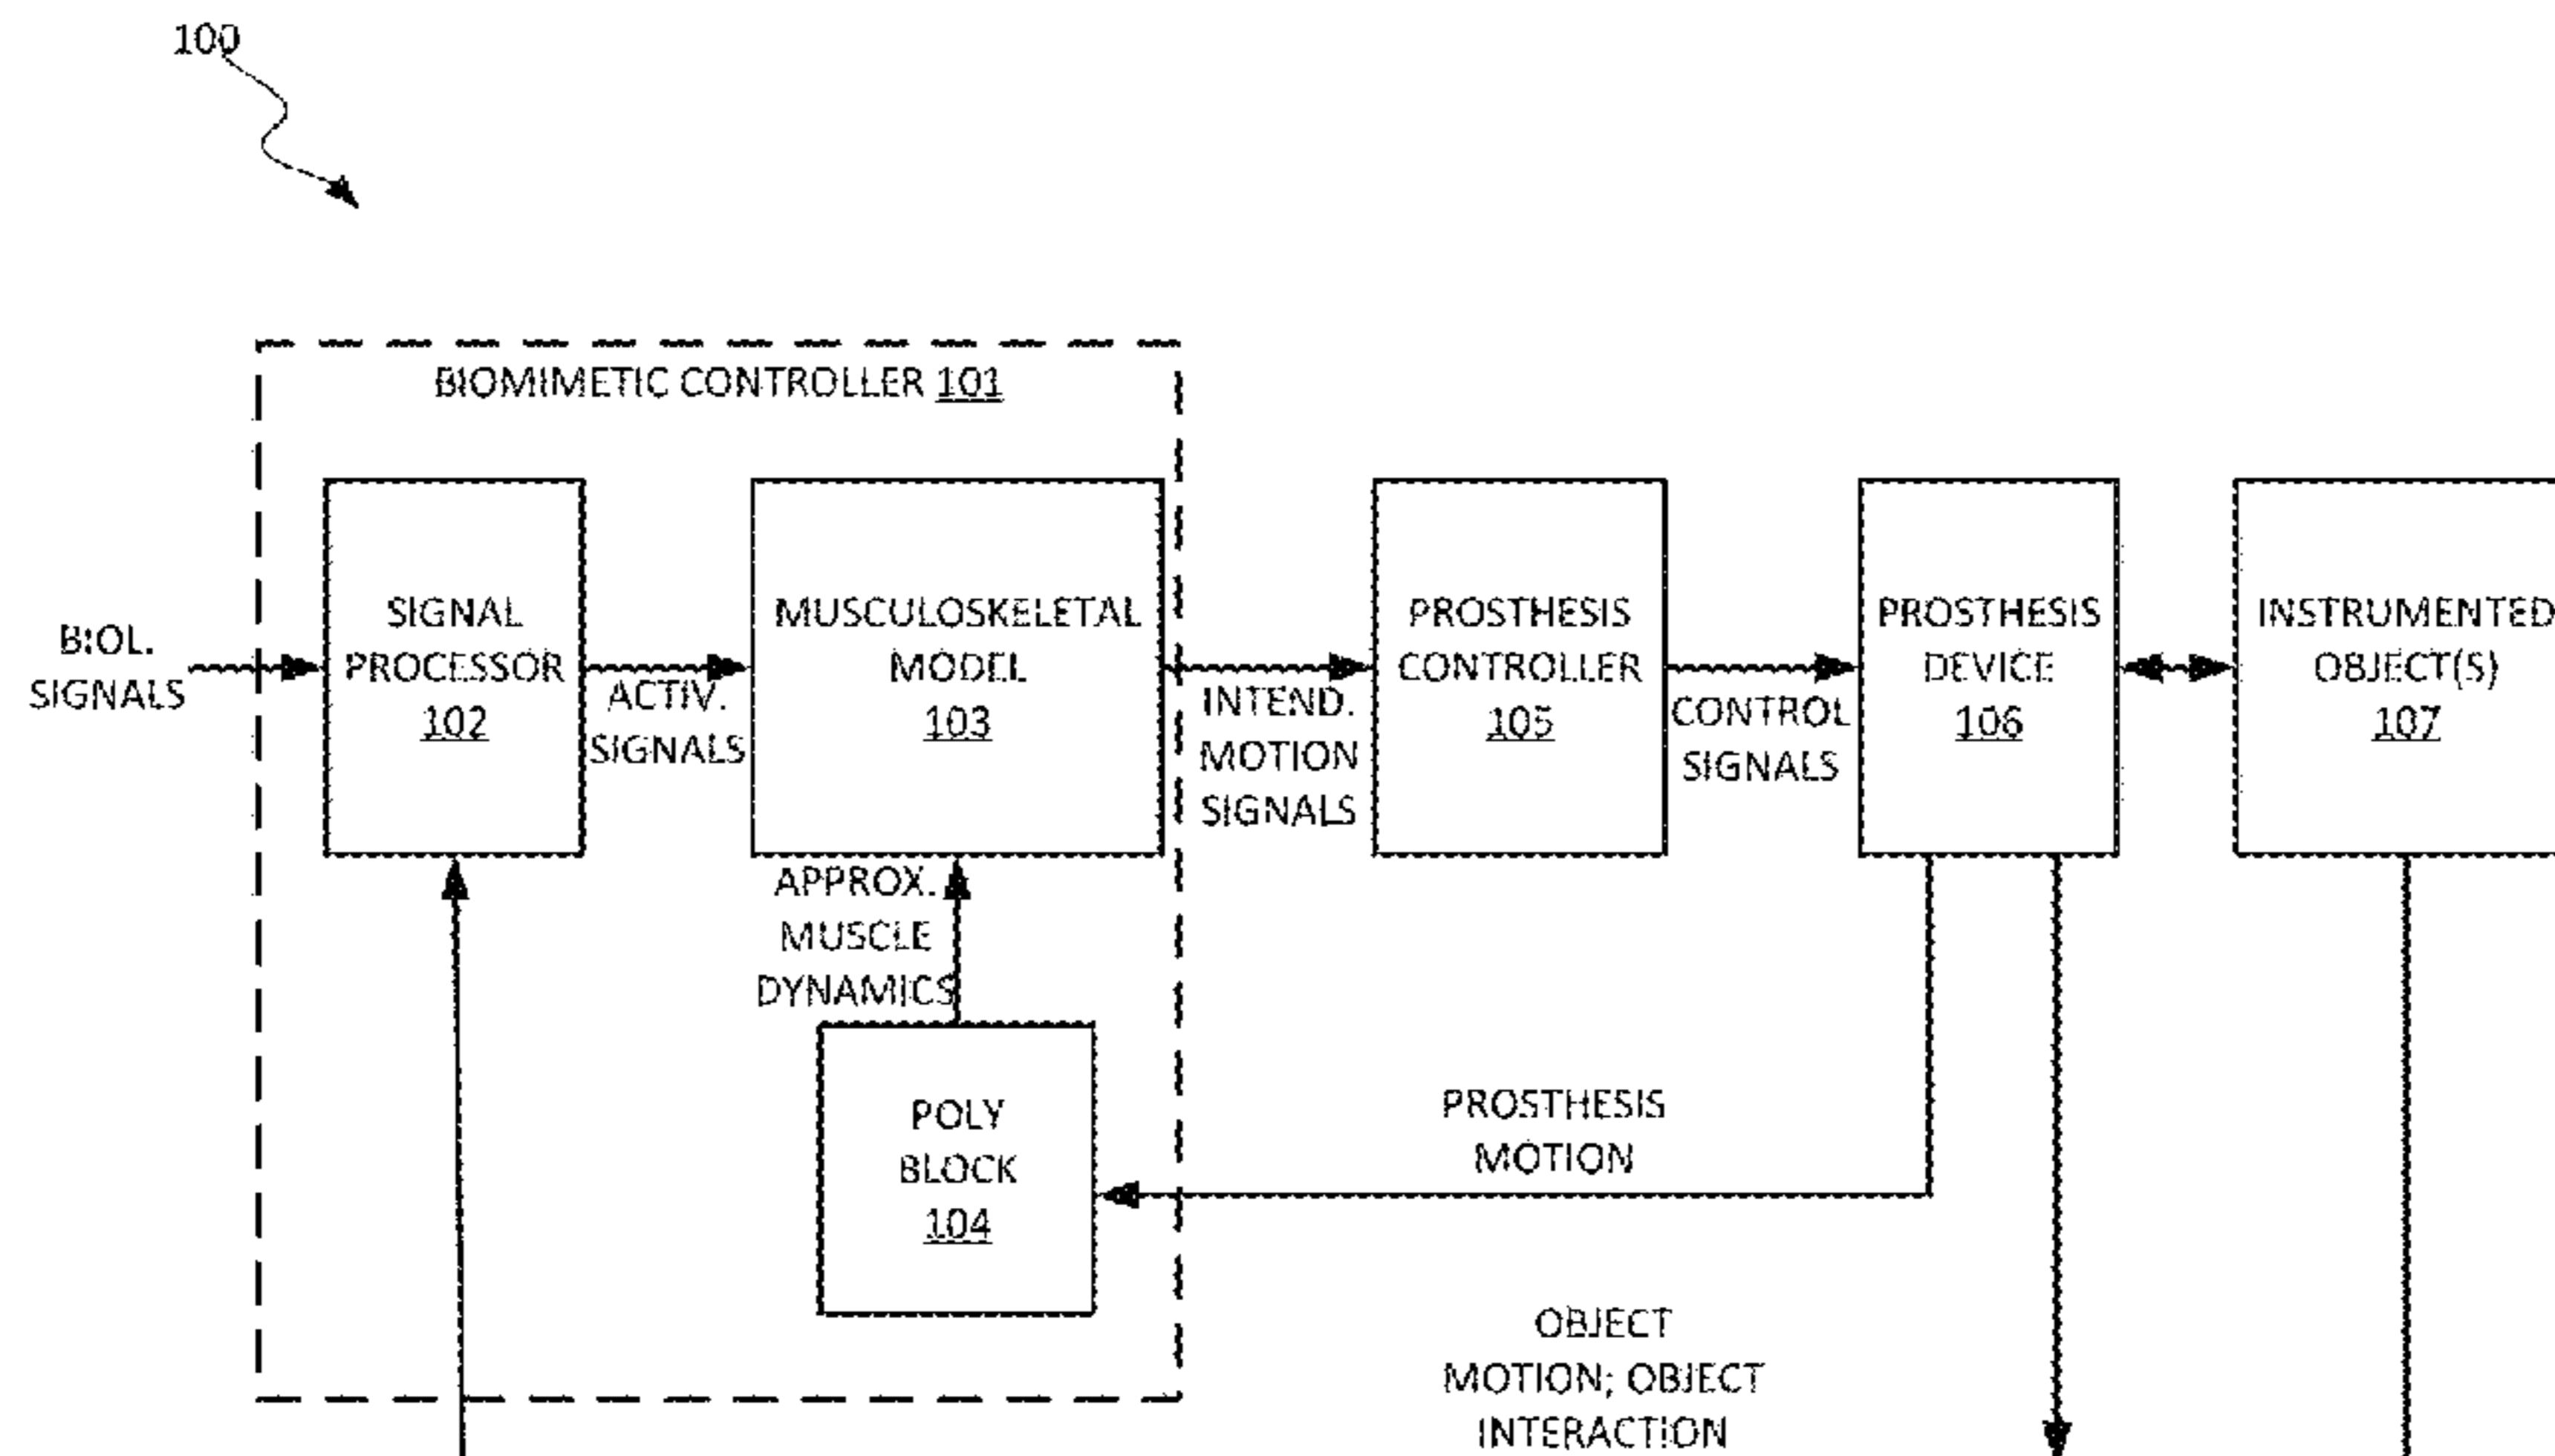 100
BIOMIMETIC CONTROLLER 101
BIOL.
SIGNALS
SIGNAL
PROCESSOR
102
ACTIV.
SIGNALS
MUSCULOSKELETAL
MODEL
103
INTEND.
MOTION
SIGNALS
PROSTHESIS
CONTROLLER
105
CONTROL
SIGNALS
PROSTHESIS
DEVICE
106
INSTRUMENTED
OBJECT(S)
107
APPROX.
MUSCLE
DYNAMICS
POLY
BLOCK
104
PROSTHESIS
MOTION
OBJECT
MOTION; OBJECT
INTERACTION